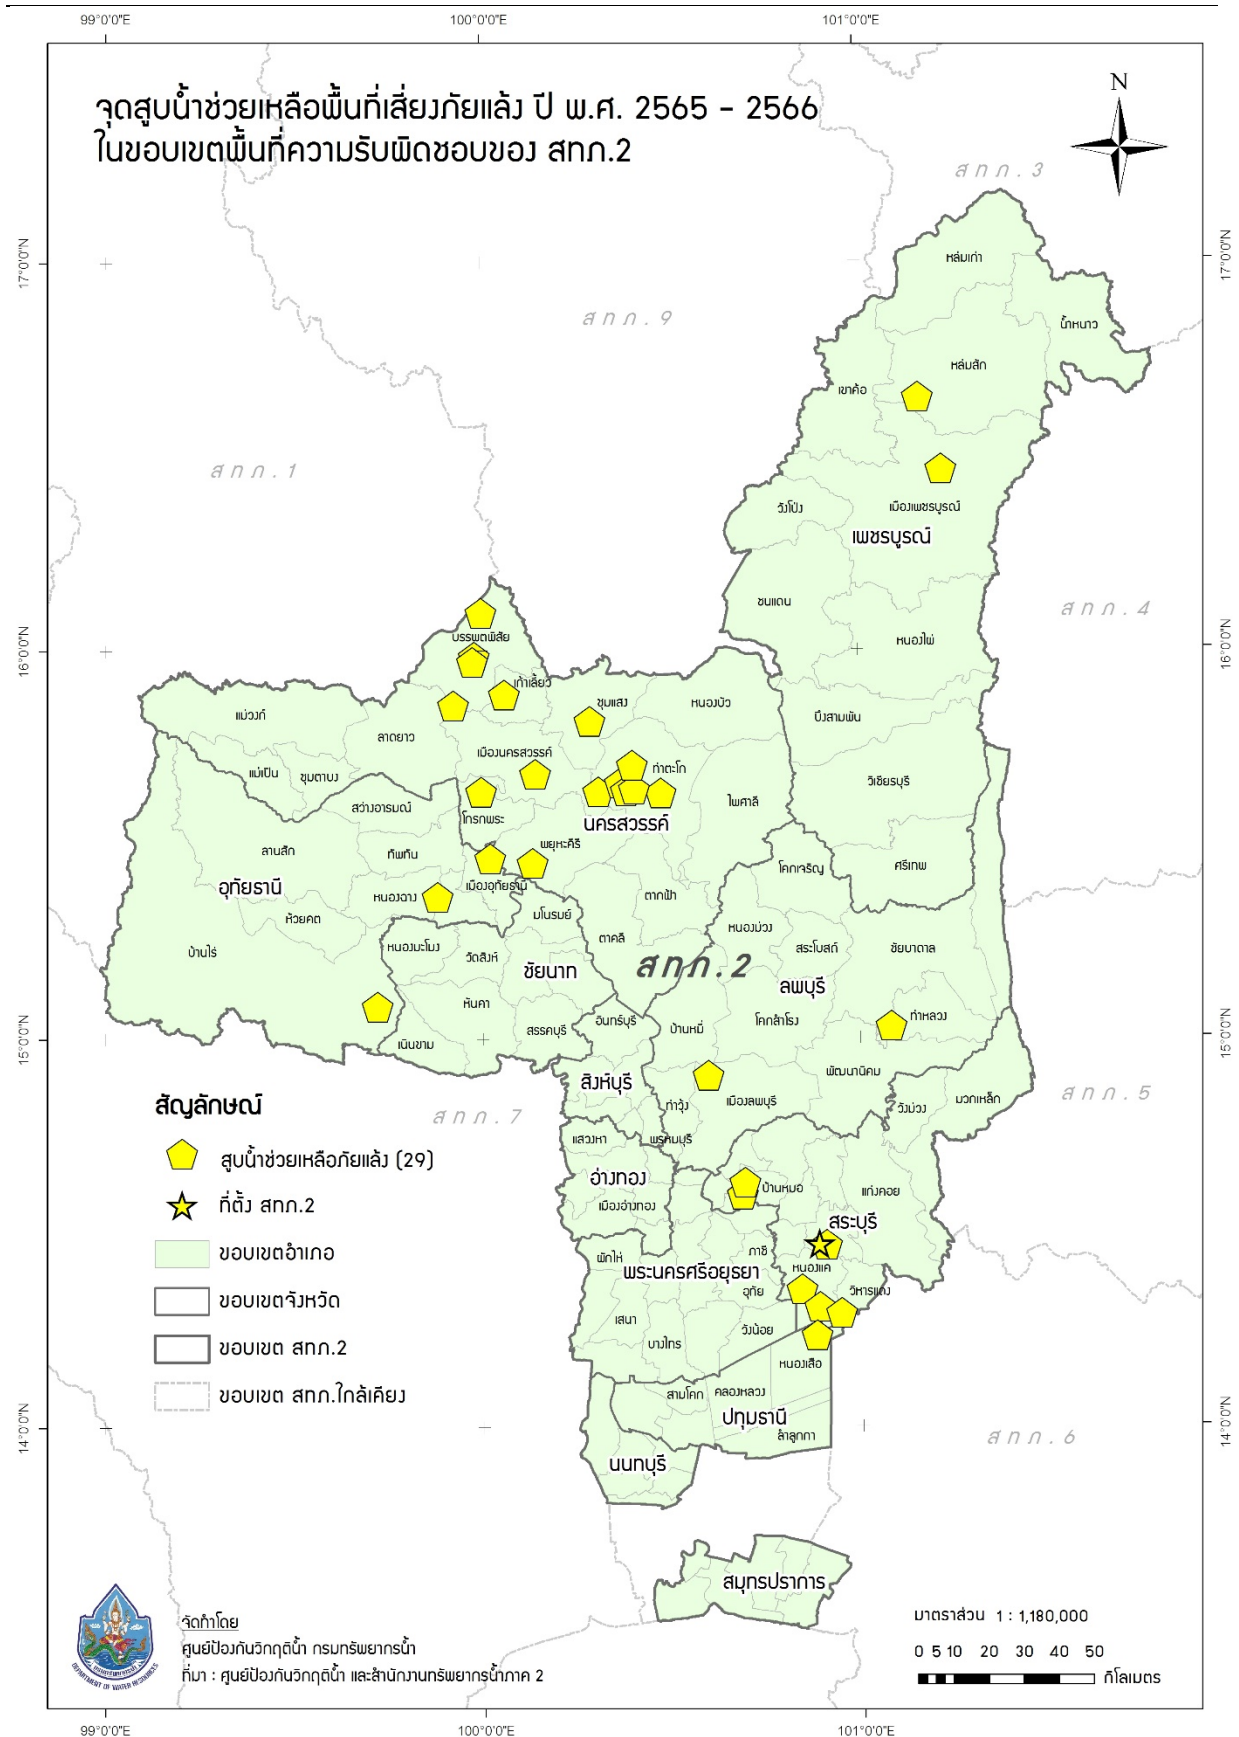 99°0'0"E 100°0'0"E 101°0'0"E
จุดสูบน้ำช่วยเหลือพื้นที่เสี่ยงภัยแล้ง ปี พ.ศ. 2565 - 2566
ในขอบเขตพื้นที่ความรับผิดชอบของ สทภ.2
N
สทภ.3
17°0'0"N 17°0'0"N
หล่มเก่า
น้ำหนาว
สทภ.9
หล่มสัก
เขาค้อ
สทภ.1
วังโป่ง
เมืองเพชรบูรณ์
เพชรบูรณ์
ชนแดน
สทภ.4
หนองไผ่
บรรพตพิสัย
16°0'0"N 16°0'0"N
เก้าเลี้ยว
ชุมแสง
หนองบัว
แม่วงก์
บึงสามพัน
ลาดยาว
เมืองนครสวรรค์
แม่เปิน
ชุมตาบง
ท่าตะโก
วิเชียรบุรี
สว่างอารมณ์
ไพศาลี
โกรกพระ
นครสวรรค์
พยุหะคีรี
ลานสัก
ทัพทัน
โคกเจริญ
ศรีเทพ
อุทัยธานี
เมืองอุทัยธานี
หนองฉาง
ตากฟ้า
ห้วยคต
มโนรมย์
หนองม่วง
ตาคลี
บ้านไร่
หนองมะโมง
วัดสิงห์
สระโบสถ์
ชัยบาดาล
ชัยนาท
สทภ.2
ลพบุรี
หันคา
สรรคบุรี
อินทร์บุรี
บ้านหมี่
โคกสำโรง
ท่าหลวง
15°0'0"N 15°0'0"N
เนินขาม
พัฒนานิคม
สิงห์บุรี
สทภ.5
มวกเหล็ก
วังม่วง
เมืองลพบุรี
ท่าวุ้ง
สทภ.7
พรหมบุรี
แสวงหา
สัญลักษณ์
สูบน้ำช่วยเหลือภัยแล้ง (29)
ที่ตั้ง สทภ.2
ขอบเขตอำเภอ
ขอบเขตจังหวัด
ขอบเขต สทภ.2
ขอบเขต สทภ.ใกล้เคียง
อ่างทอง
เมืองอ่างทอง
บ้านหมอ
แก่งคอย
สระบุรี
ผักไห่
ภาชี
หนองแค
พระนครศรีอยุธยา
อุทัย
วิหารแดง
เสนา
บางไทร
วังน้อย
หนองเสือ
สามโคก
คลองหลวง
ปทุมธานี
ลำลูกกา
14°0'0"N 14°0'0"N
สทภ.6
นนทบุรี
สมุทรปราการ
DEPARTMENT OF WATER RESOURCES
จัดทำโดย
ศูนย์ป้องกันวิกฤติน้ำ กรมทรัพยากรน้ำ
ที่มา : ศูนย์ป้องกันวิกฤติน้ำ และสำนักงานทรัพยากรน้ำภาค 2
มาตราส่วน 1 : 1,180,000
0 5 10 20 30 40 50
กิโลเมตร
99°0'0"E 100°0'0"E 101°0'0"E